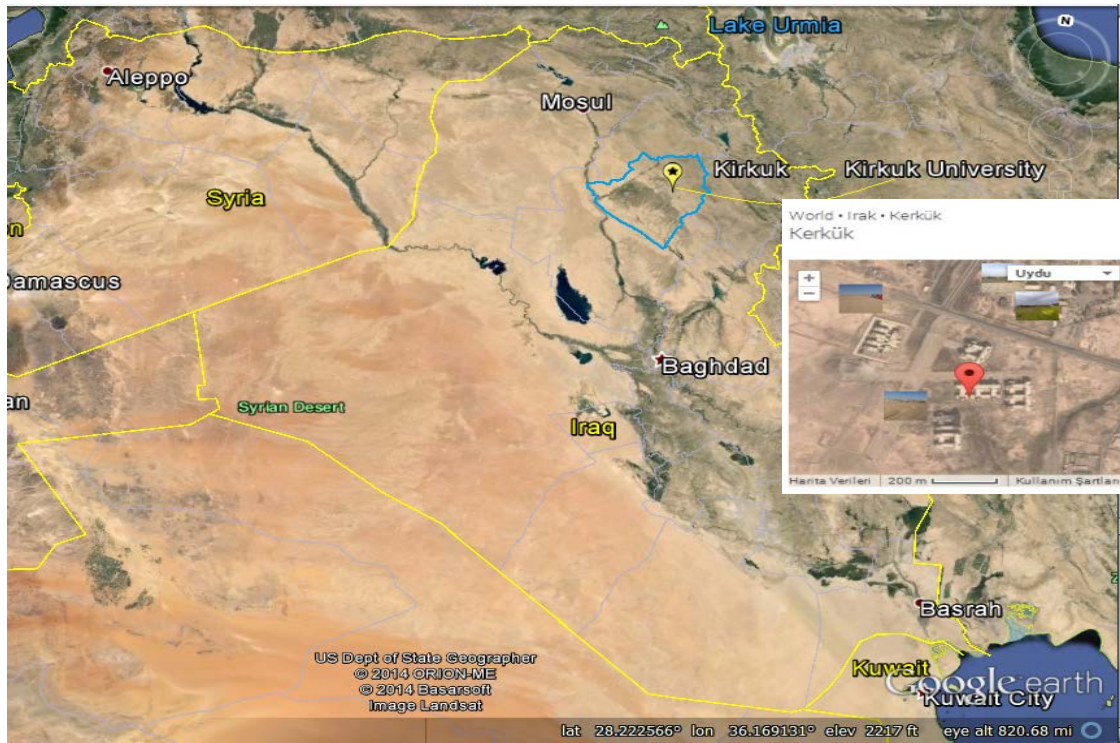 N
Lake Urmia
Aleppo
Mosul
Kirkuk
Kirkuk University
Syria
World • Irak • Kerkük
Kerkük
Uydu
+
−
Damascus
Baghdad
Syrian Desert
Iraq
Harita Verileri
200 m
Kullanım Şartları
Basrah
US Dept of State Geographer
© 2014 ORION-ME
© 2014 Basarsoft
Image Landsat
Kuwait
Google earth
Kuwait City
lat 28.222566° lon 36.169131° elev 2217 ft eye alt 820.68 mi